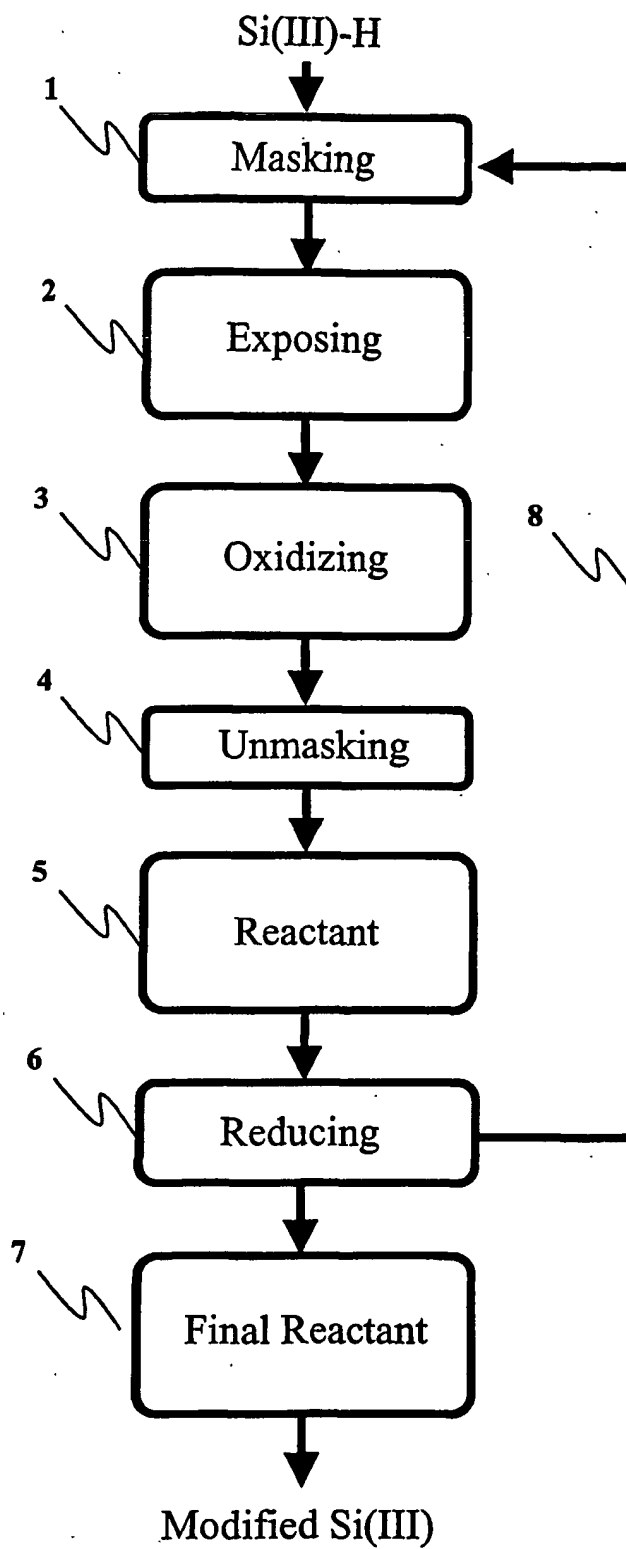 Si(III)-H
1
Masking
2
Exposing
3
Oxidizing
8
4
Unmasking
5
Reactant
6
Reducing
7
Final Reactant
Modified Si(III)